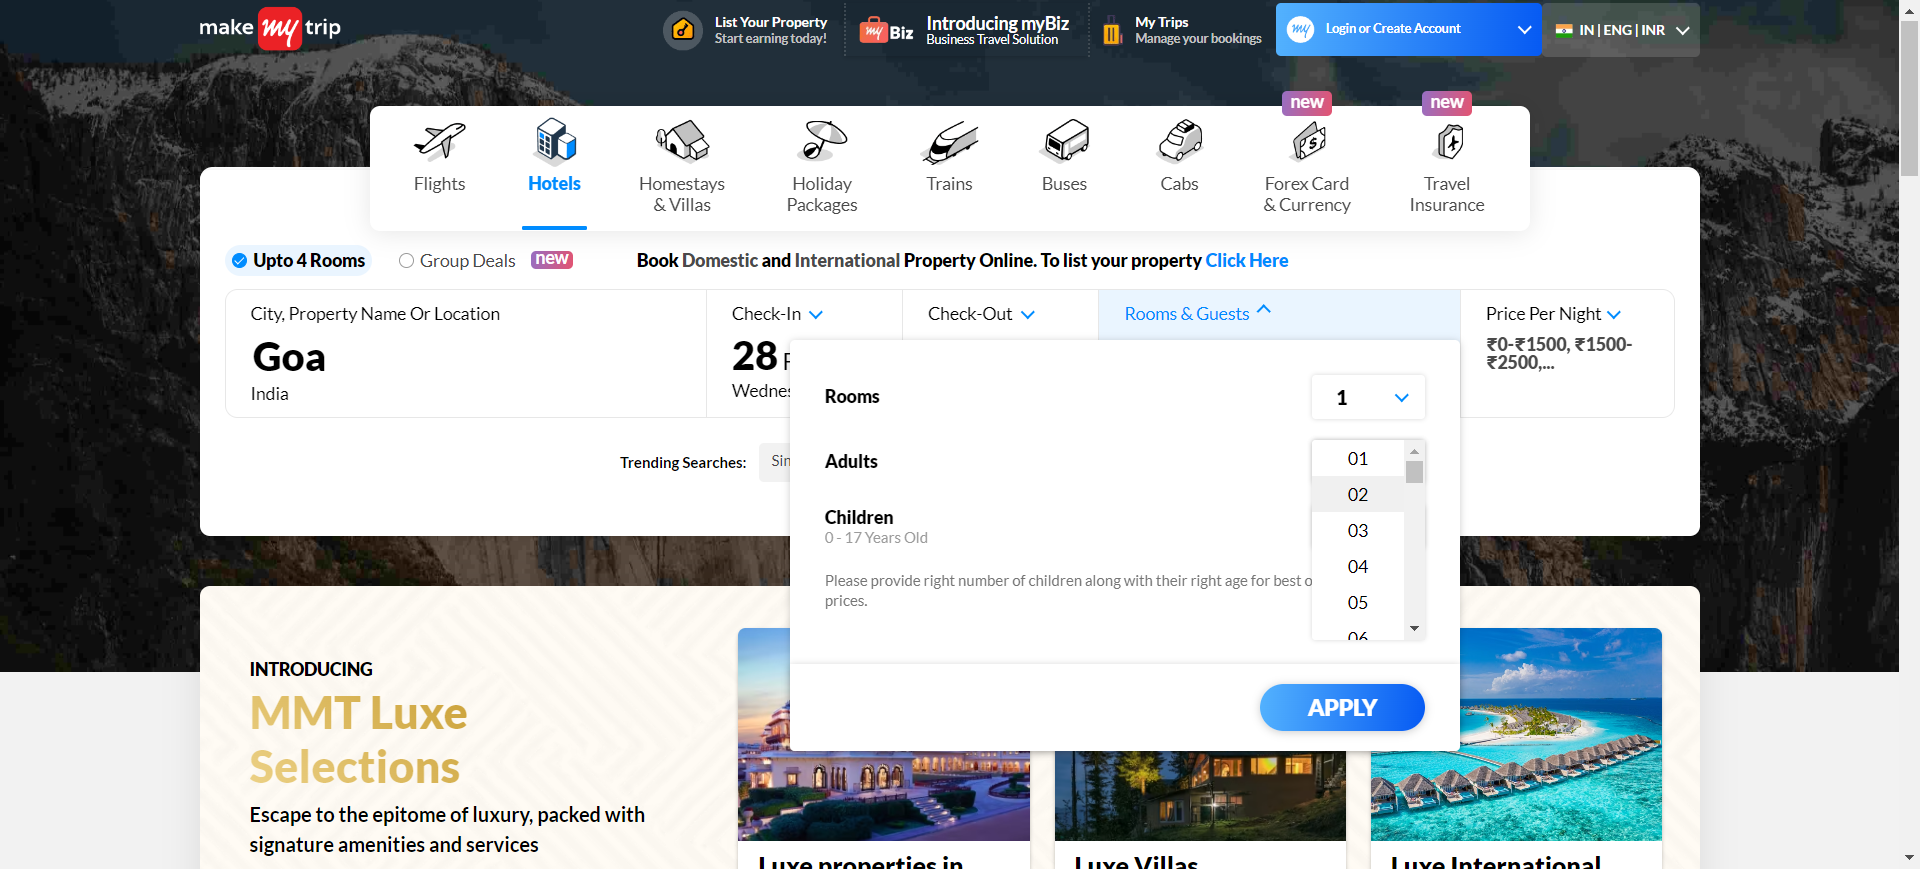 make my trip
List Your Property
Start earning today!
my Biz
Introducing myBiz
Business Travel Solution
My Trips
Manage your bookings
my
Login or Create Account
IN | ENG | INR
new
new
Flights
Hotels
Homestays
& Villas
Holiday
Packages
Trains
Buses
Cabs
Forex Card
& Currency
Travel
Insurance
Upto 4 Rooms
Group Deals
new
Book Domestic and International Property Online. To list your property Click Here
City, Property Name Or Location
Goa
India
Check-In
28
Check-Out
Rooms & Guests
Price Per Night
₹0-₹1500, ₹1500-
₹2500,...
Rooms
1
Adults
01
02
03
04
05
06
Children
0 - 17 Years Old
Please provide right number of children along with their right age for best
prices.
APPLY
Trending Searches:
INTRODUCING
MMT Luxe
Selections
Escape to the epitome of luxury, packed with
signature amenities and services
Luxe properties in
Luxe Villas
Luxe International